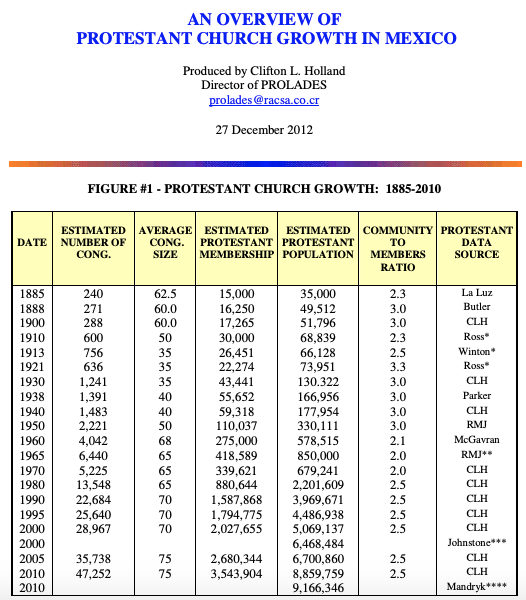 AN OVERVIEW OF
PROTESTANT CHURCH GROWTH IN MEXICO
Produced by Clifton L. Holland
Director of PROLADES
prolades@racsa.co.cr
27 December 2012
FIGURE #1 - PROTESTANT CHURCH GROWTH: 1885-2010
DATE ESTIMATED NUMBER OF CONG. AVERAGE CONG. SIZE ESTIMATED PROTESTANT MEMBERSHIP ESTIMATED PROTESTANT POPULATION COMMUNITY TO MEMBERS RATIO PROTESTANT DATA SOURCE
1885 240 62.5 15,000 35,000 2.3 La Luz
1888 271 60.0 16,250 49,512 3.0 Butler
1900 288 60.0 17,265 51,796 3.0 CLH
1910 600 50 30,000 68,839 2.3 Ross*
1913 756 35 26,451 66,128 2.5 Winton*
1921 636 35 22,274 73,951 3.3 Ross*
1930 1,241 35 43,441 130.322 3.0 CLH
1938 1,391 40 55,652 166,956 3.0 Parker
1940 1,483 40 59,318 177,954 3.0 CLH
1950 2,221 50 110,037 330,111 3.0 RMJ
1960 4,042 68 275,000 578,515 2.1 McGavran
1965 6,440 65 418,589 850,000 2.0 RMJ**
1970 5,225 65 339,621 679,241 2.0 CLH
1980 13,548 65 880,644 2,201,609 2.5 CLH
1990 22,684 70 1,587,868 3,969,671 2.5 CLH
1995 25,640 70 1,794,775 4,486,938 2.5 CLH
2000 28,967 70 2,027,655 5,069,137 2.5 CLH
2000 6,468,484 Johnstone***
2005 35,738 75 2,680,344 6,700,860 2.5 CLH
2010 47,252 75 3,543,904 8,859,759 2.5 CLH
2010 9,166,346 Mandryk****